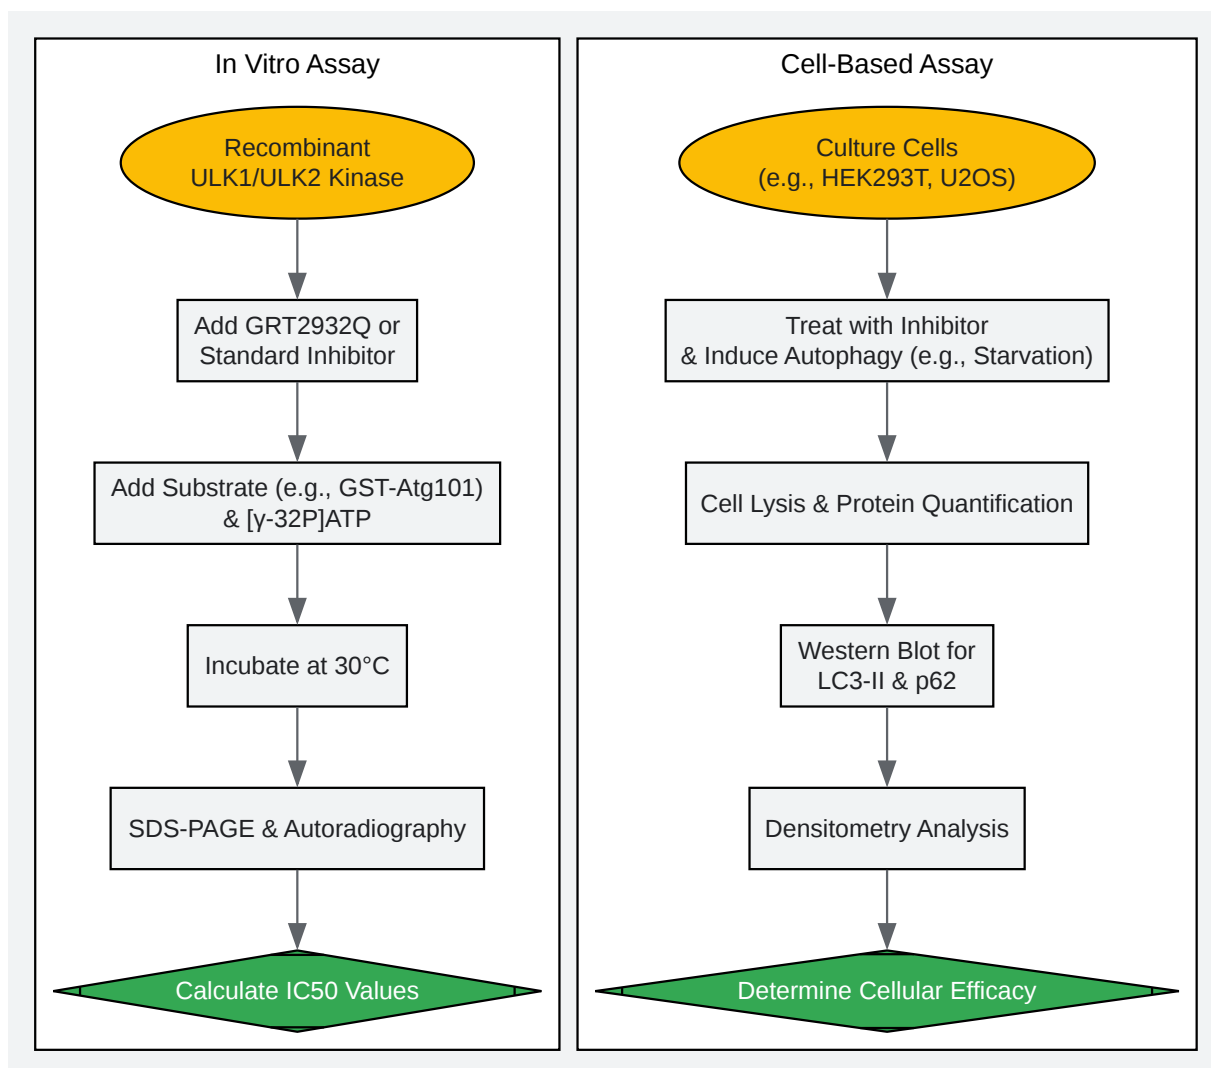 In Vitro Assay
Recombinant
ULK1/ULK2 Kinase
Add GRT2932Q or
Standard Inhibitor
Add Substrate (e.g., GST-Atg101)
& [γ-32P]ATP
Incubate at 30°C
SDS-PAGE & Autoradiography
Calculate IC50 Values
Cell-Based Assay
Culture Cells
(e.g., HEK293T, U2OS)
Treat with Inhibitor
& Induce Autophagy (e.g., Starvation)
Cell Lysis & Protein Quantification
Western Blot for
LC3-II & p62
Densitometry Analysis
Determine Cellular Efficacy